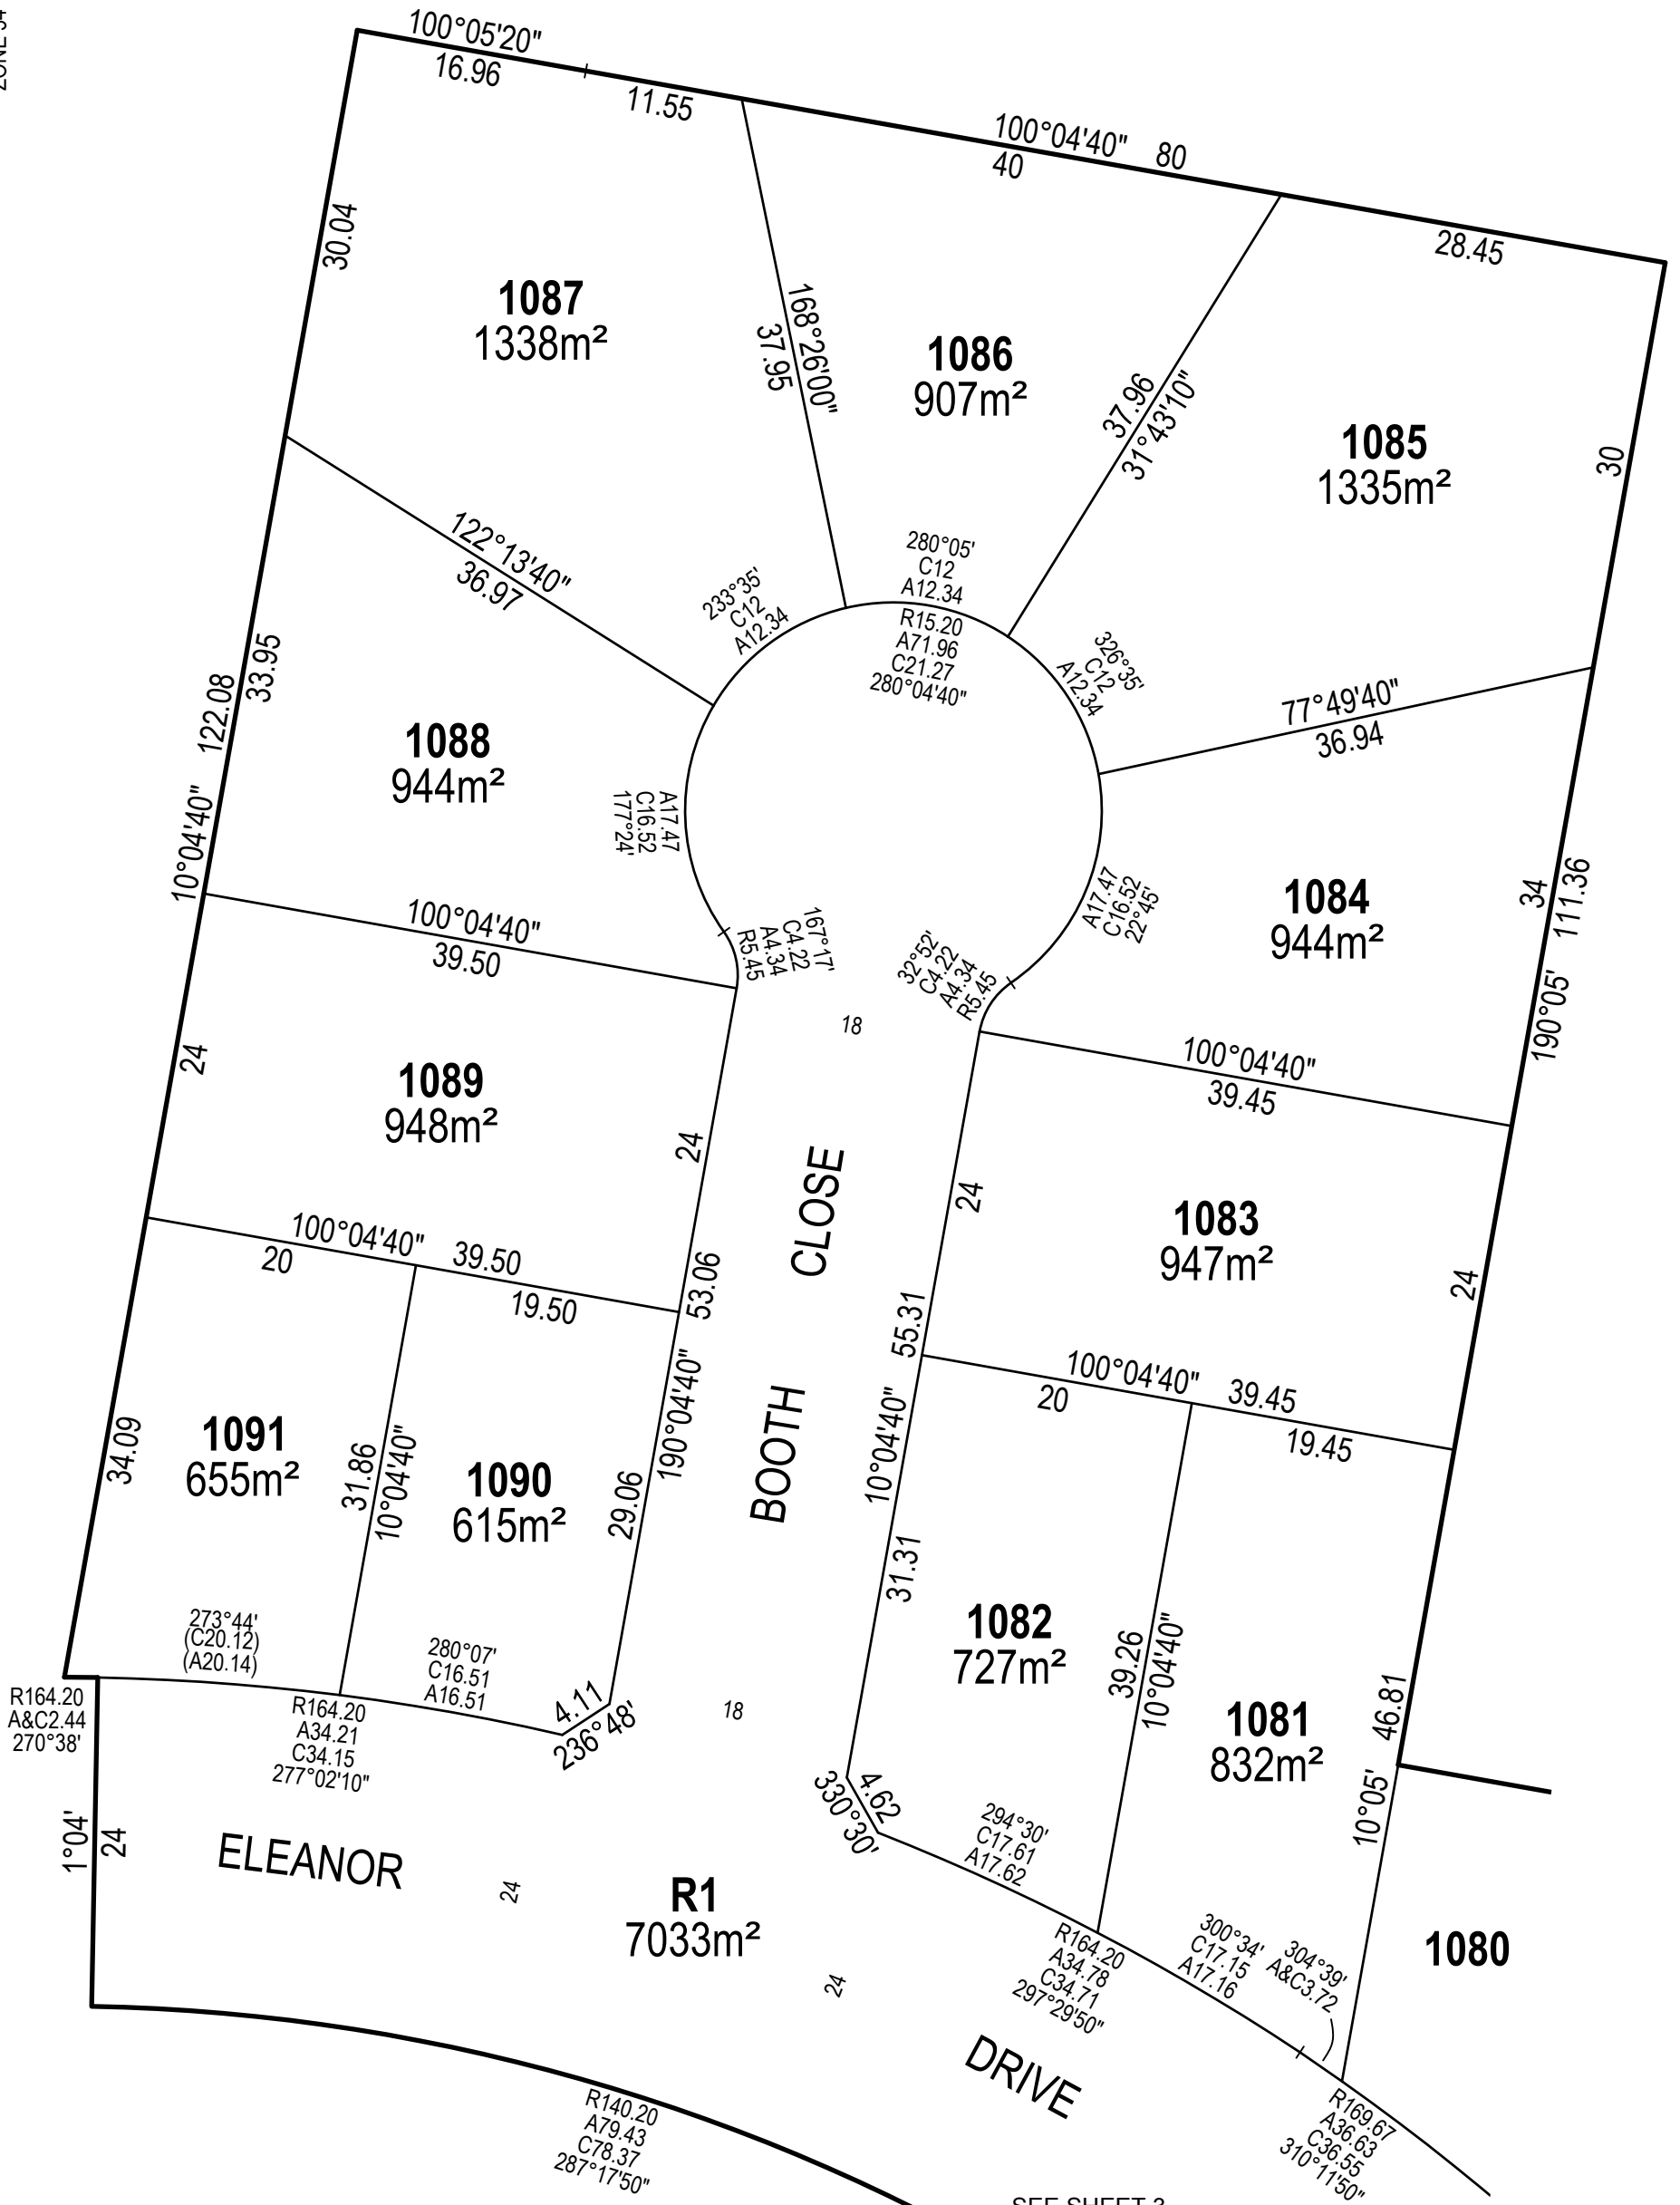 100°05'20"
16.96
11.55
100°04'40" 80
40
28.45
30.04
1087
1338m²
168°26'00"
37.95
1086
907m²
37.96
31°43'10"
1085
1335m²
30
122°13'40"
36.97
233°35'
C12
A12.34
280°05'
C12
A12.34
R15.20
A71.96
C21.27
280°04'40"
326°35'
C12
A12.34
77°49'40"
36.94
33.95
122.08
10°04'40"
1088
944m²
A17.47
C16.52
177°24'
A17.47
C16.52
22°45'
1084
944m²
34
111.36
190°05'
100°04'40"
39.50
167°17'
C4.22
A4.34
R5.45
32°52'
C4.22
A4.34
R5.45
18
100°04'40"
39.45
24
1089
948m²
24
CLOSE
24
1083
947m²
24
100°04'40" 39.50
20
19.50
53.06
190°04'40"
55.31
10°04'40"
100°04'40" 39.45
20
19.45
34.09
1091
655m²
31.86
10°04'40"
1090
615m²
29.06
BOOTH
31.31
1082
727m²
39.26
10°04'40"
1081
832m²
46.81
10°05'
273°44'
(C20.12)
(A20.14)
280°07'
C16.51
A16.51
4.11
236°48'
18
R164.20
A&C2.44
270°38'
R164.20
A34.21
C34.15
277°02'10"
4.62
330°30'
294°30'
C17.61
A17.62
1°04'
24
ELEANOR
24
R1
7033m²
24
R164.20
A34.78
C34.71
297°29'50"
300°34'
C17.15
A17.16
304°39'
A&C3.72
1080
DRIVE
R140.20
A79.43
C78.37
287°17'50"
R169.67
A36.63
C36.55
310°11'50"